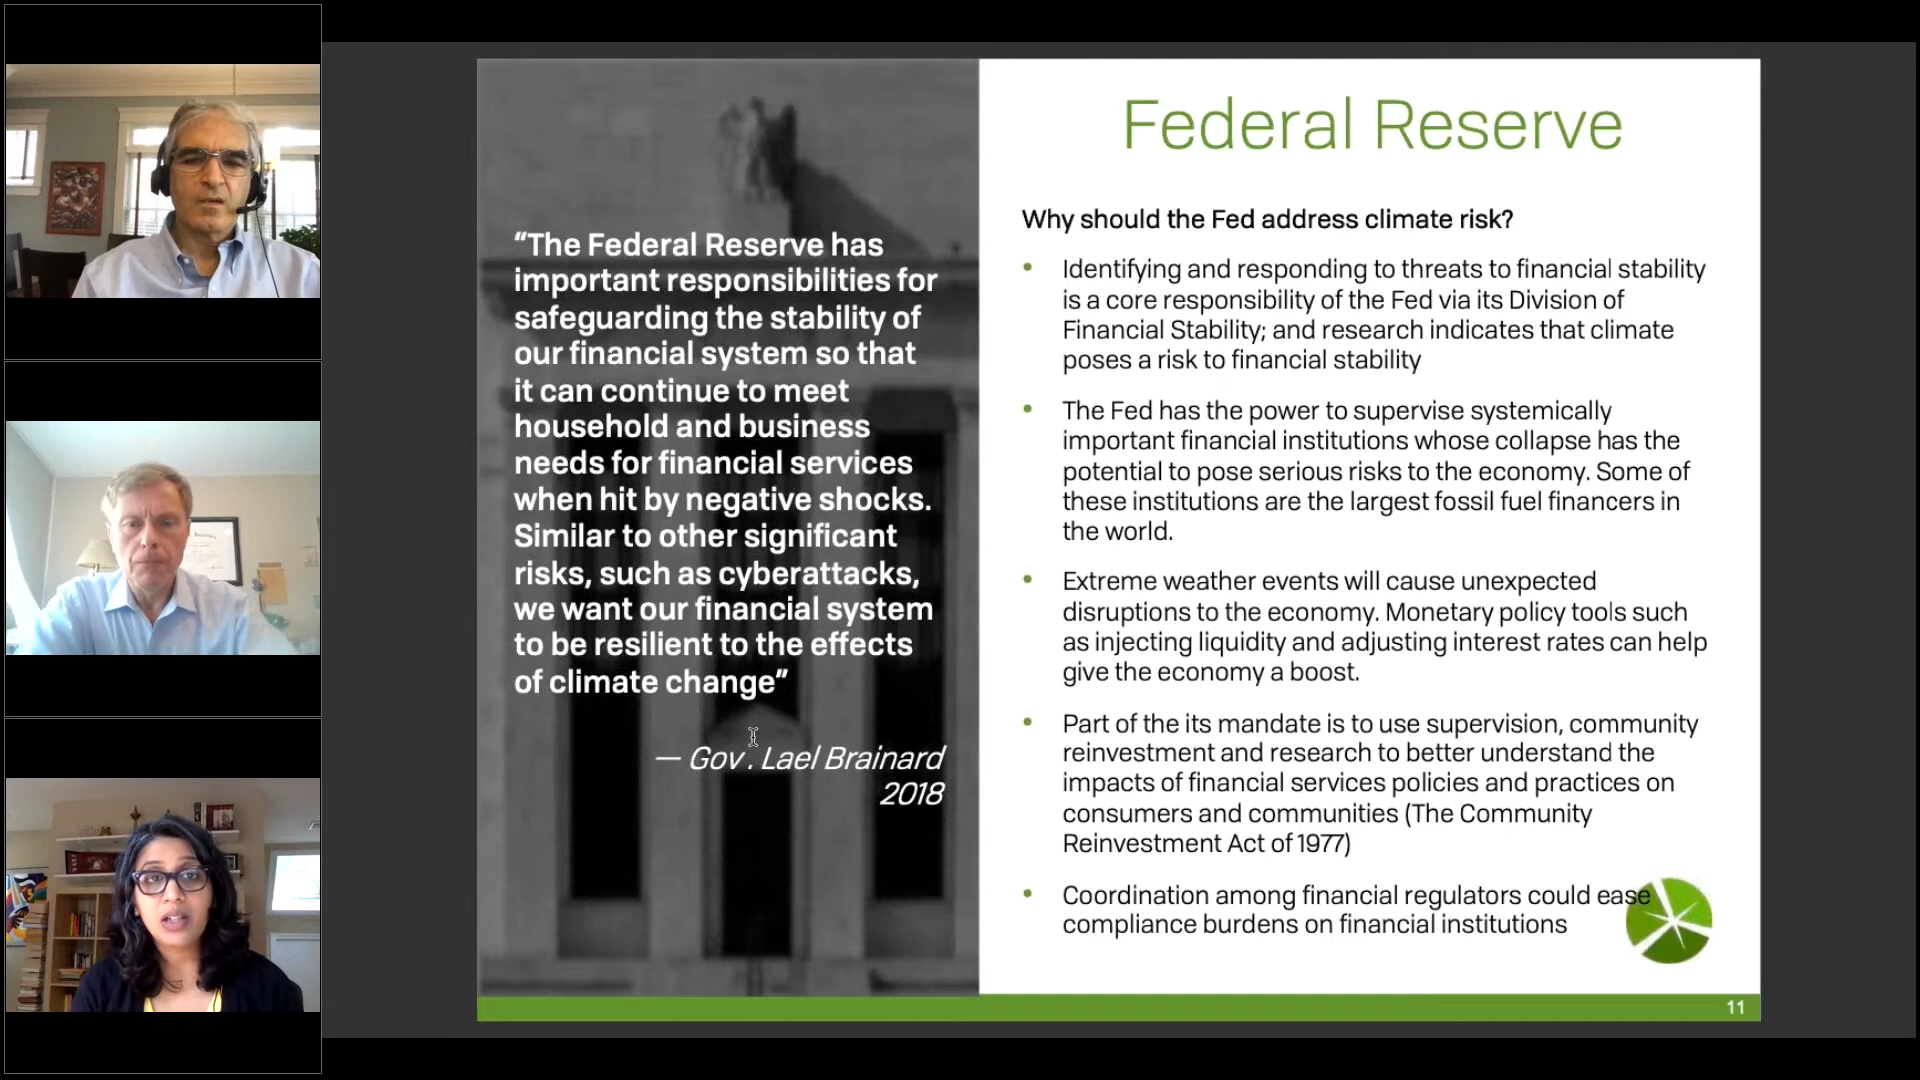 “The Federal Reserve has
important responsibilities for
safeguarding the stability of
our financial system so that
it can continue to meet
household and business
needs for financial services
when hit by negative shocks.
Similar to other significant
risks, such as cyberattacks,
we want our financial system
to be resilient to the effects
of climate change”
— Gov. Lael Brainard
2018
Federal Reserve
Why should the Fed address climate risk?
• Identifying and responding to threats to financial stability
is a core responsibility of the Fed via its Division of
Financial Stability; and research indicates that climate
poses a risk to financial stability
• The Fed has the power to supervise systemically
important financial institutions whose collapse has the
potential to pose serious risks to the economy. Some of
these institutions are the largest fossil fuel financers in
the world.
• Extreme weather events will cause unexpected
disruptions to the economy. Monetary policy tools such
as injecting liquidity and adjusting interest rates can help
give the economy a boost.
• Part of the its mandate is to use supervision, community
reinvestment and research to better understand the
impacts of financial services policies and practices on
consumers and communities (The Community
Reinvestment Act of 1977)
• Coordination among financial regulators could ease
compliance burdens on financial institutions
11